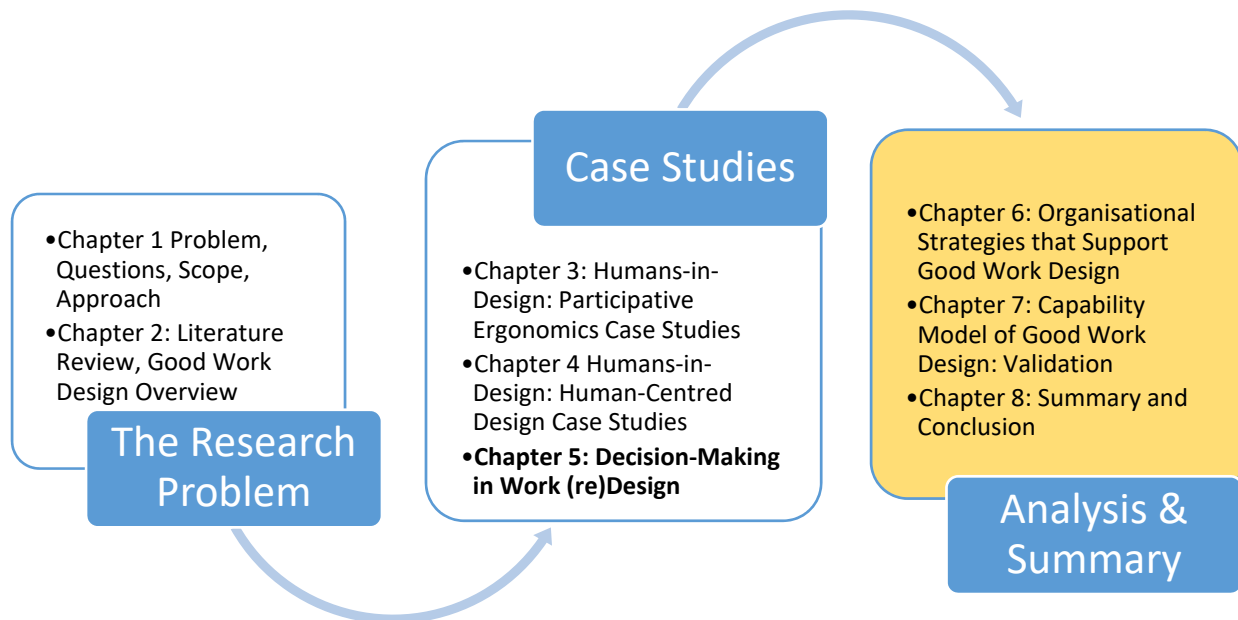 •Chapter 1 Problem,
Questions, Scope,
Approach
•Chapter 2: Literature
Review, Good Work
Design Overview
The Research
Problem
Case Studies
•Chapter 3: Humans-in-
Design: Participative
Ergonomics Case Studies
•Chapter 4 Humans-in-
Design: Human-Centred
Design Case Studies
•Chapter 5: Decision-Making
in Work (re)Design
•Chapter 6: Organisational
Strategies that Support
Good Work Design
•Chapter 7: Capability
Model of Good Work
Design: Validation
•Chapter 8: Summary and
Conclusion
Analysis &
Summary